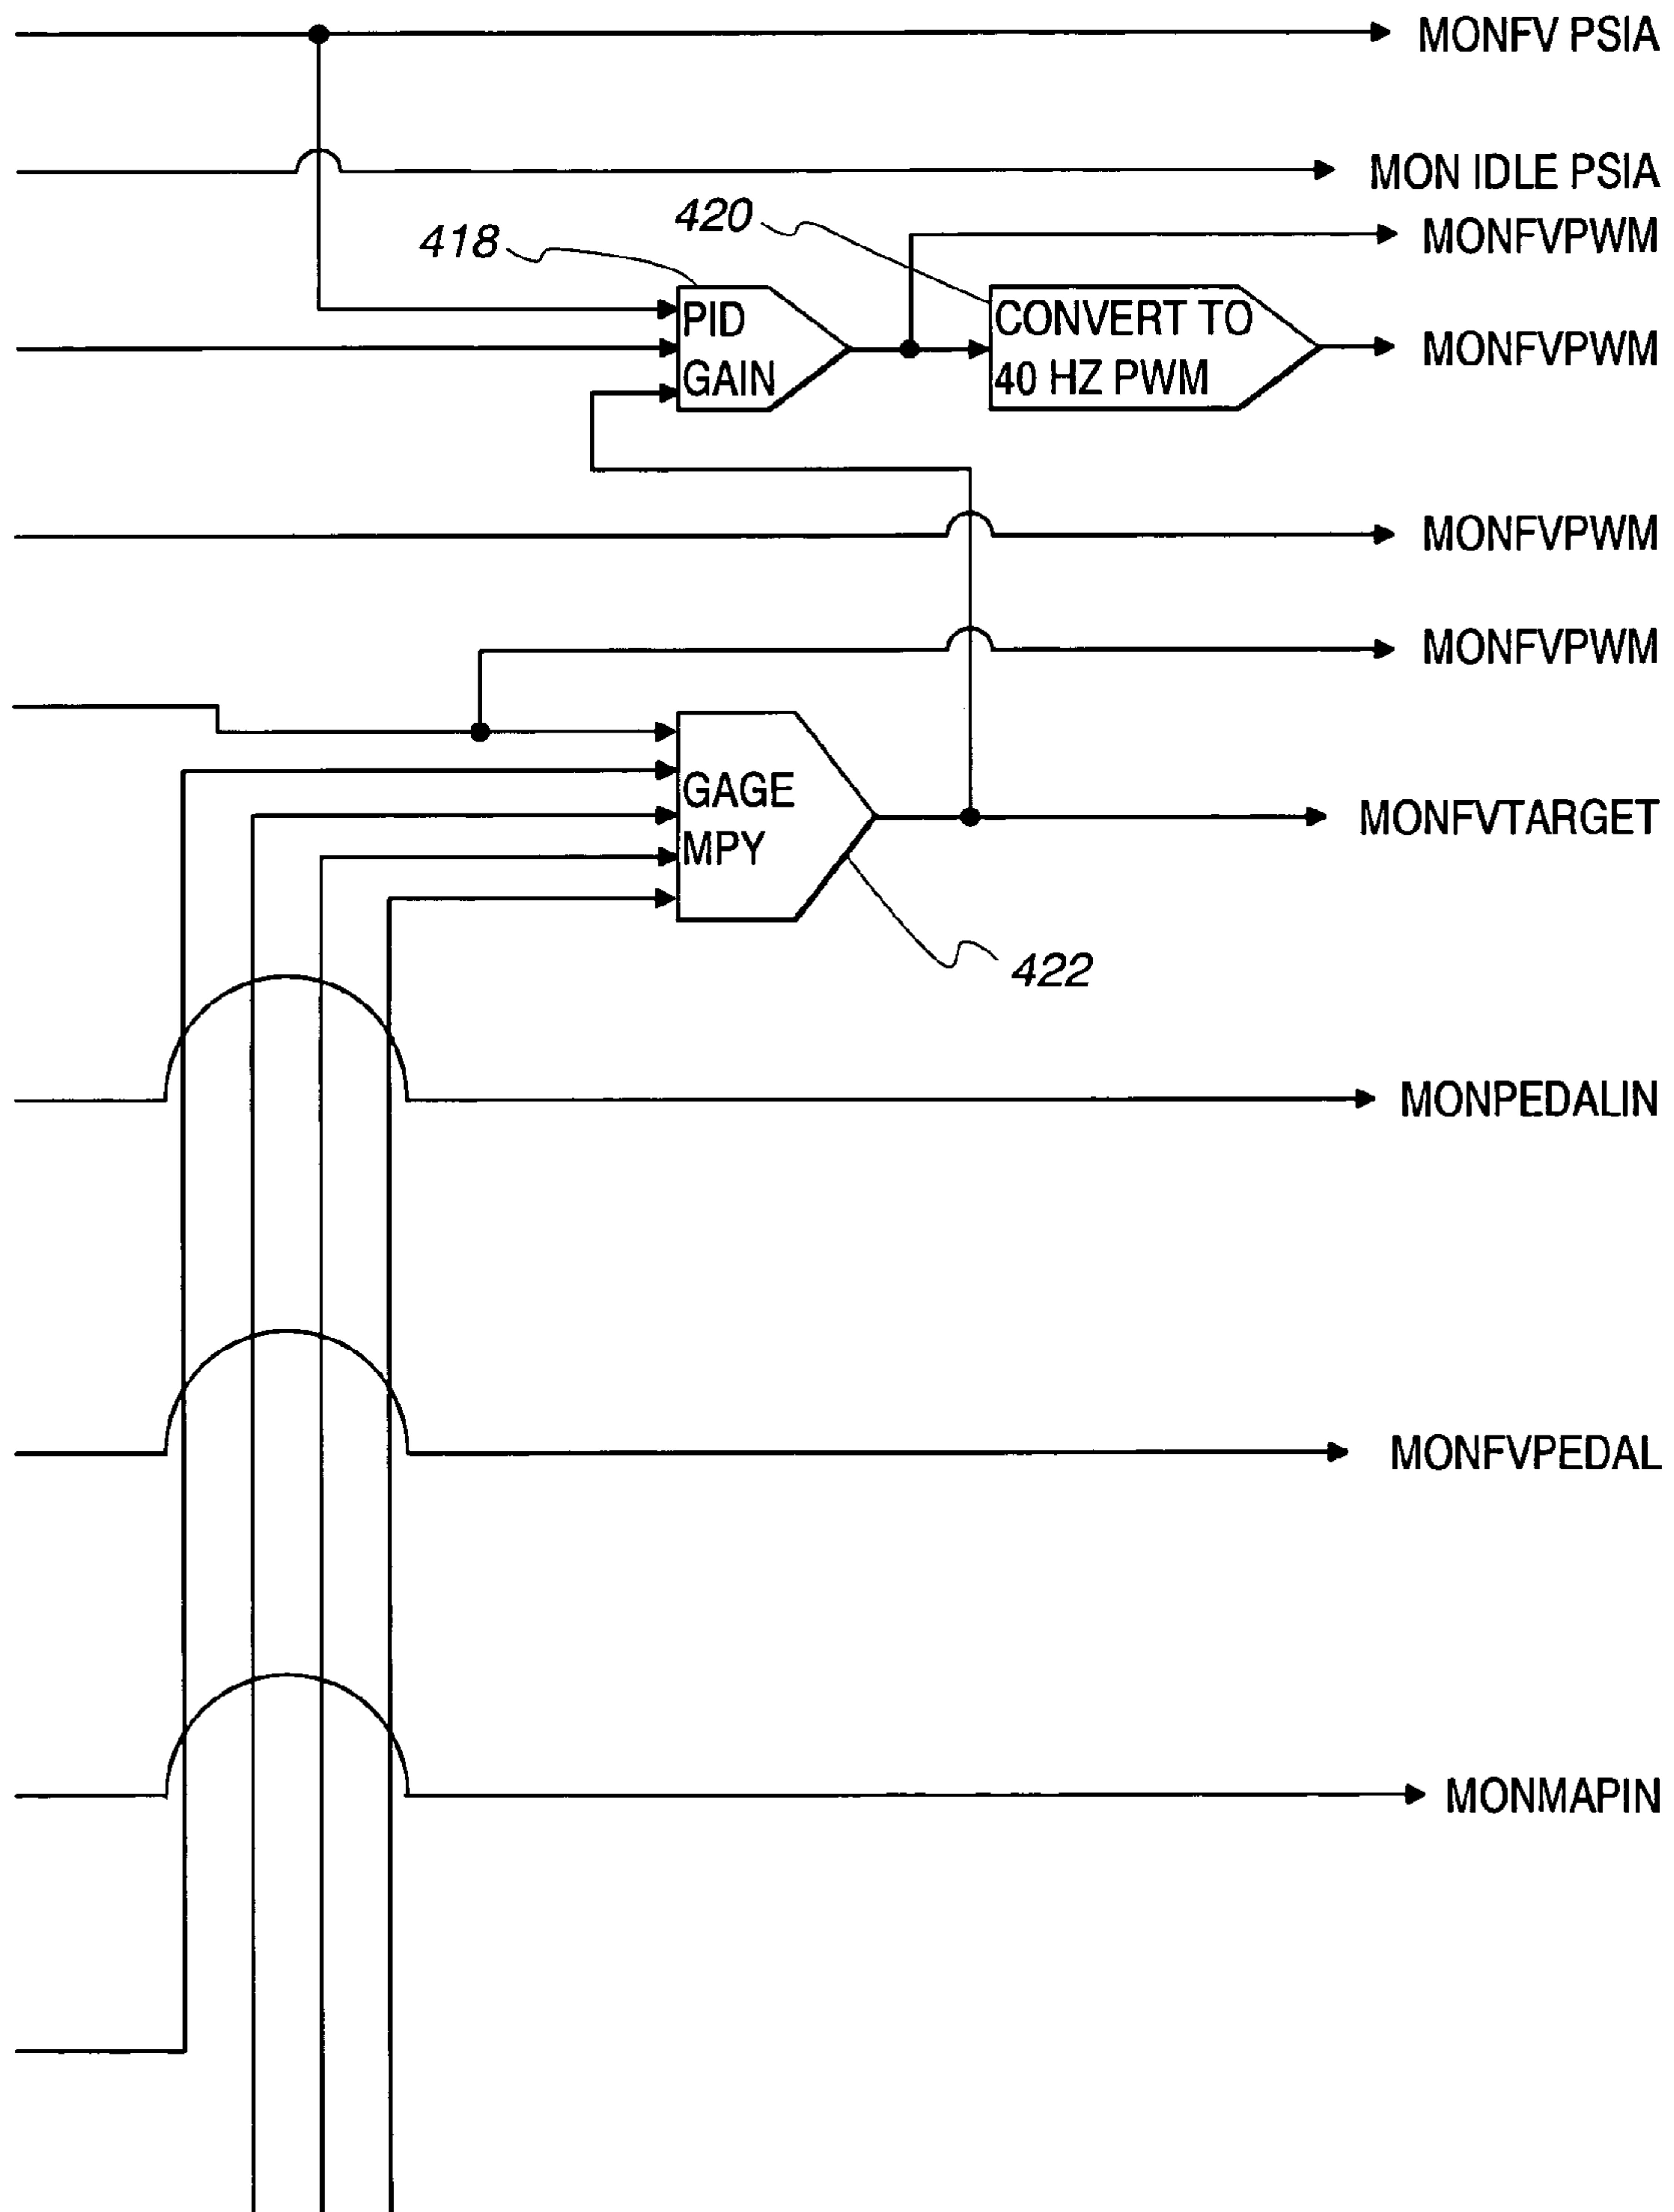 MONFV PSIA
MON IDLE PSIA
420
MONFVPWM
418
PID
GAIN
CONVERT TO
40 HZ PWM
MONFVPWM
MONFVPWM
MONFVPWM
GAGE
MPY
MONFVTARGET
422
MONPEDALIN
MONFVPEDAL
MONMAPIN